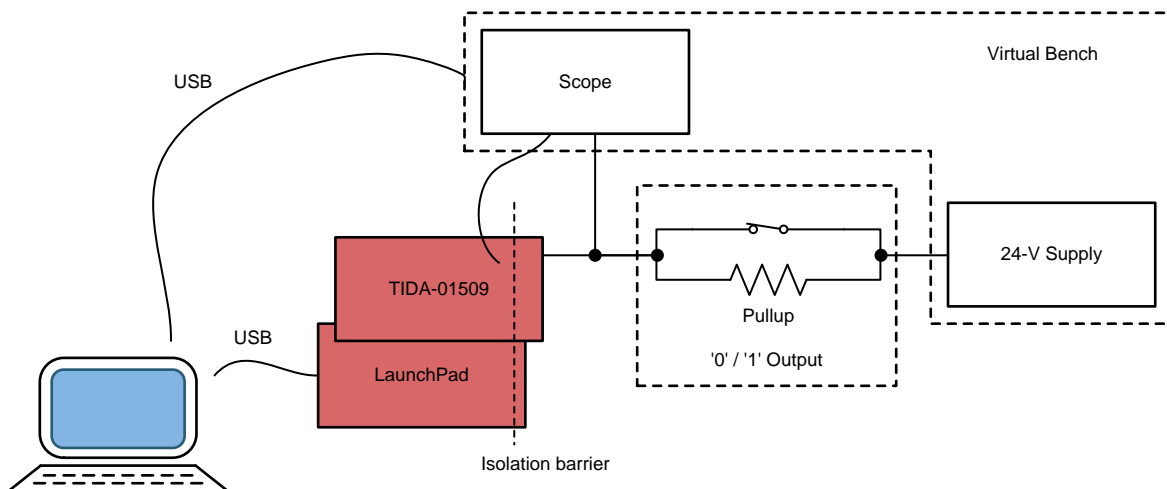 Virtual Bench
USB
Scope
24-V Supply
TIDA-01509
Pullup
USB
'0' / '1' Output
LaunchPad
Isolation barrier